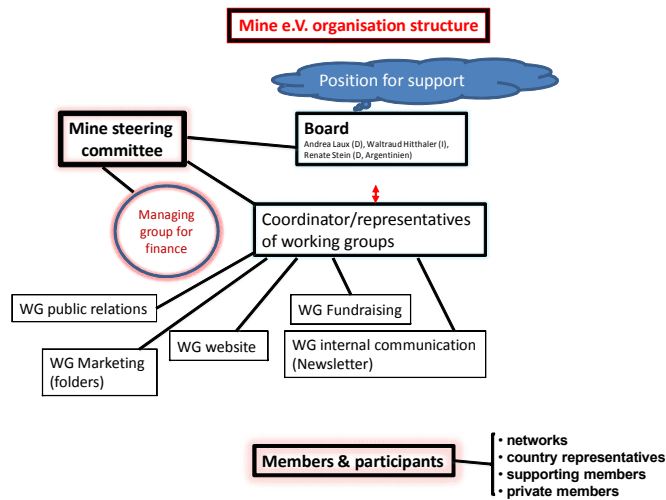 Mine e.V. organisation structure
Position for support
Mine steering
committee
Board
Andrea Laux (D), Waltraud Hitthaler (I),
Renate Stein (D, Argentinien)
Managing
group for
finance
Coordinator/representatives
of working groups
WG public relations
WG Marketing
(folders)
WG website
WG Fundraising
WG internal communication
(Newsletter)
Members & participants
• networks
• country representatives
• supporting members
• private members